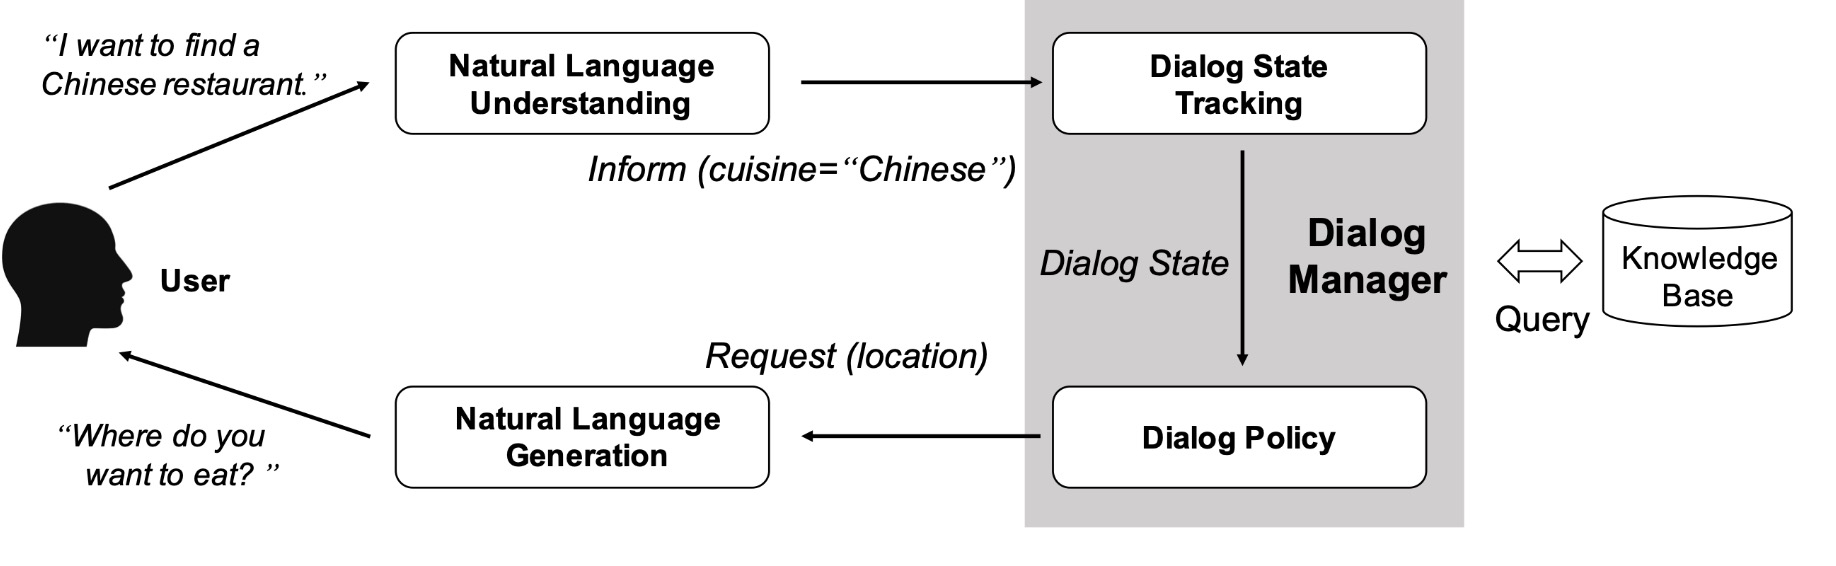 “I want to find a
Chinese restaurant.”
Natural Language
Understanding
Dialog State
Tracking
Inform (cuisine=“Chinese”)
User
Dialog State
Dialog
Manager
Knowledge
Base
Query
Request (location)
Natural Language
Generation
Dialog Policy
“Where do you
want to eat? ”